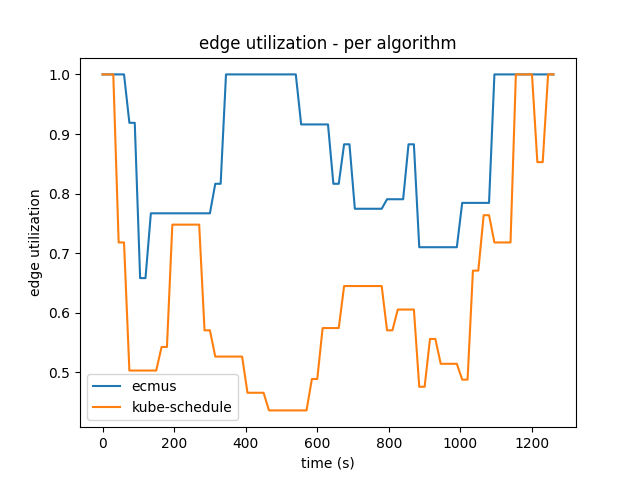 edge utilization - per algorithm
1.0
0.9
0.8
0.7
0.6
0.5
edge utilization
ecmus
kube-schedule
0 200 400 600 800 1000 1200
time (s)